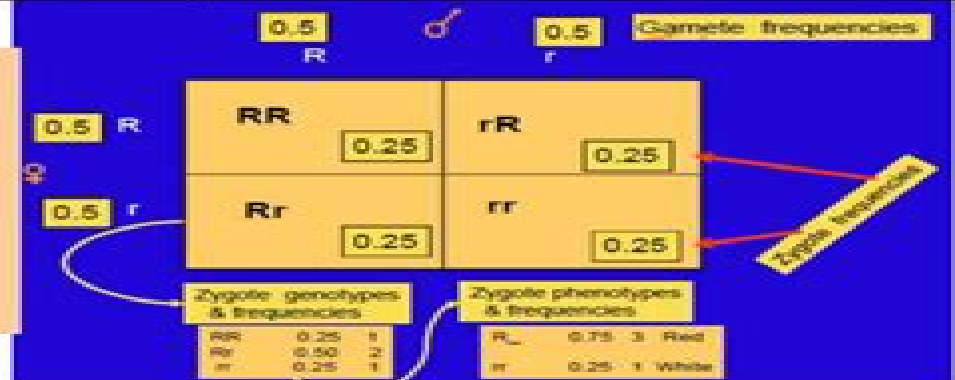 0.5 ♂ 0.5 Gamete frequencies
R r
RR rR
0.5 R
0.25 0.25
♀
0.5 r
Rr rr
0.25 0.25
Zygote frequencies
Zygote genotypes
& frequencies
Zygote phenotypes
& frequencies
RR 0.25 1
Rr 0.50 2
rr 0.25 1
R_ 0.75 3 Red
rr 0.25 1 White